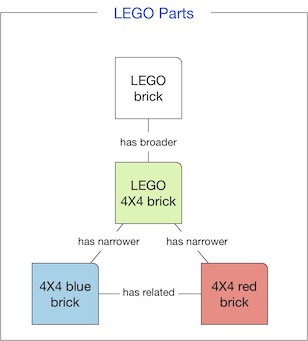 LEGO Parts
LEGO
brick
has broader
LEGO
4X4 brick
has narrower
has narrower
4X4 blue
brick
has related
4X4 red
brick